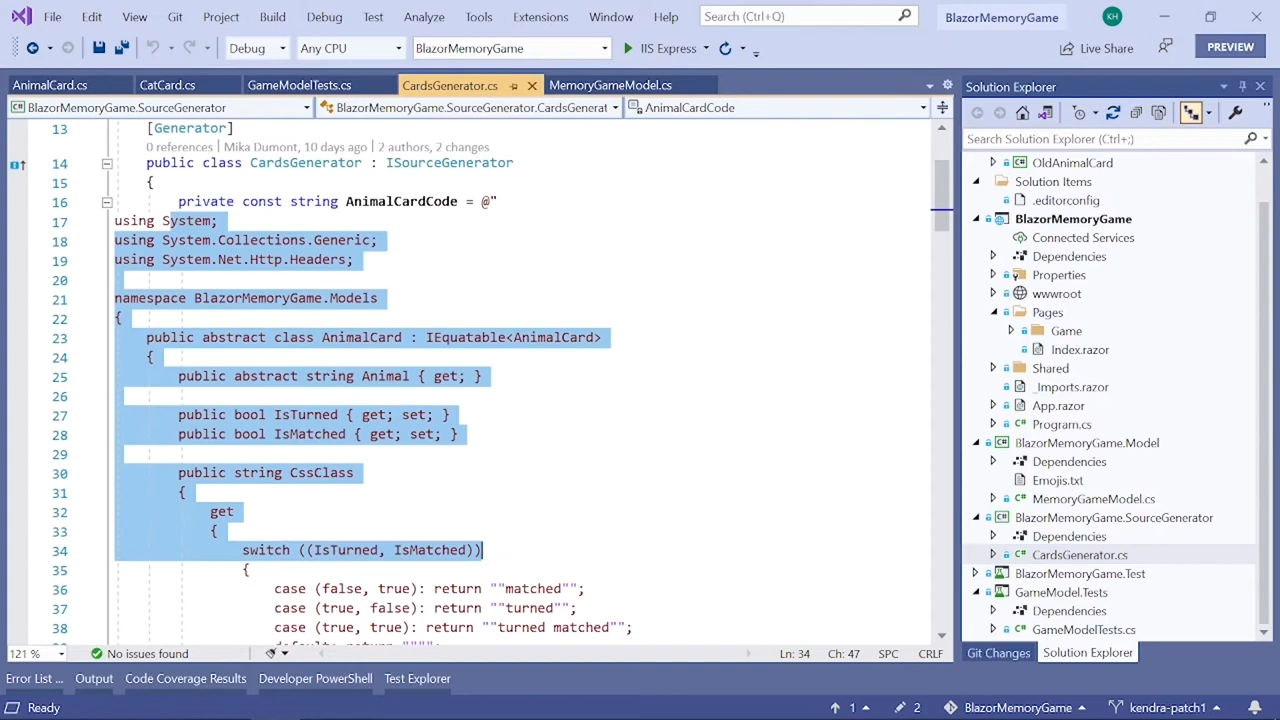 File Edit View Git Project Build Debug Test Analyze Tools Extensions Window Help Search (Ctrl+Q) BlazorMemoryGame KH
Debug Any CPU BlazorMemoryGame IIS Express Live Share PREVIEW
AnimalCard.cs CatCard.cs GameModelTests.cs CardsGenerator.cs MemoryGameModel.cs
BlazorMemoryGame.SourceGenerator BlazorMemoryGame.SourceGenerator.CardsGenerat AnimalCardCode
13 [Generator]
0 references | Mika Dumont, 10 days ago | 2 authors, 2 changes
14 public class CardsGenerator : ISourceGenerator
15 {
16 private const string AnimalCardCode = @"
17 using System;
18 using System.Collections.Generic;
19 using System.Net.Http.Headers;
20
21 namespace BlazorMemoryGame.Models
22 {
23 public abstract class AnimalCard : IEquatable<AnimalCard>
24 {
25 public abstract string Animal { get; }
26
27 public bool IsTurned { get; set; }
28 public bool IsMatched { get; set; }
29
30 public string CssClass
31 {
32 get
33 {
34 switch ((IsTurned, IsMatched))
35 {
36 case (false, true): return ""matched"";
37 case (true, false): return ""turned"";
38 case (true, true): return ""turned matched"";
default: return """";
121 % No issues found Ln: 34 Ch: 47 SPC CRLF
Solution Explorer
Search Solution Explorer (Ctrl+;)
OldAnimalCard
Solution Items
.editorconfig
BlazorMemoryGame
Connected Services
Dependencies
Properties
wwwroot
Pages
Game
Index.razor
Shared
_Imports.razor
App.razor
Program.cs
BlazorMemoryGame.Model
Dependencies
Emojis.txt
MemoryGameModel.cs
BlazorMemoryGame.SourceGenerator
Dependencies
CardsGenerator.cs
BlazorMemoryGame.Test
GameModel.Tests
Dependencies
GameModelTests.cs
Git Changes Solution Explorer
Error List ... Output Code Coverage Results Developer PowerShell Test Explorer
Ready 1 2 BlazorMemoryGame kendra-patch1